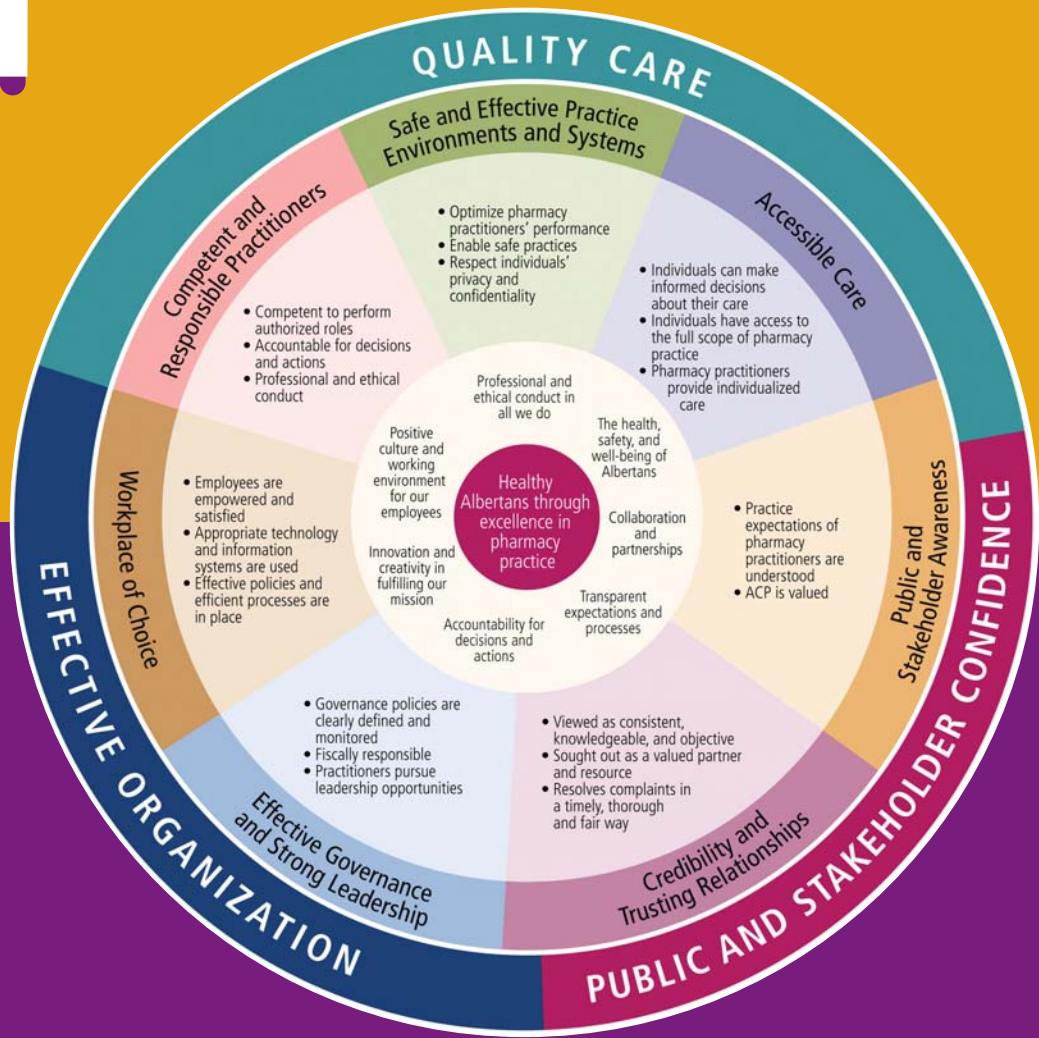 QUALITY CARE
Safe and Effective Practice
Environments and Systems
• Optimize pharmacy
practitioners' performance
• Enable safe practices
• Respect individuals'
privacy and
confidentiality
Accessible Care
• Individuals can make
informed decisions
about their care
• Individuals have access to
the full scope of pharmacy
practice
• Pharmacy practitioners
provide individualized
care
Competent and
Responsible Practitioners
• Competent to perform
authorized roles
• Accountable for decisions
and actions
• Professional and ethical
conduct
PUBLIC AND STAKEHOLDER CONFIDENCE
Public and
Stakeholder Awareness
• Practice
expectations of
pharmacy
practitioners are
understood
• ACP is valued
Credibility and
Trusting Relationships
• Viewed as consistent,
knowledgeable, and objective
• Sought out as a valued partner
and resource
• Resolves complaints in
a timely, thorough
and fair way
EFFECTIVE ORGANIZATION
Effective Governance
and Strong Leadership
• Governance policies are
clearly defined and
monitored
• Fiscally responsible
• Practitioners pursue
leadership opportunities
Workplace of Choice
• Employees are
empowered and
satisfied
• Appropriate technology
and information
systems are used
• Effective policies and
efficient processes are
in place
Professional and
ethical conduct in
all we do
The health,
safety, and
well-being of
Albertans
Collaboration
and
partnerships
Transparent
expectations and
processes
Accountability for
decisions and
actions
Innovation and
creativity in
fulfilling our
mission
Positive
culture and
working
environment
for our
employees
Healthy
Albertans through
excellence in
pharmacy
practice